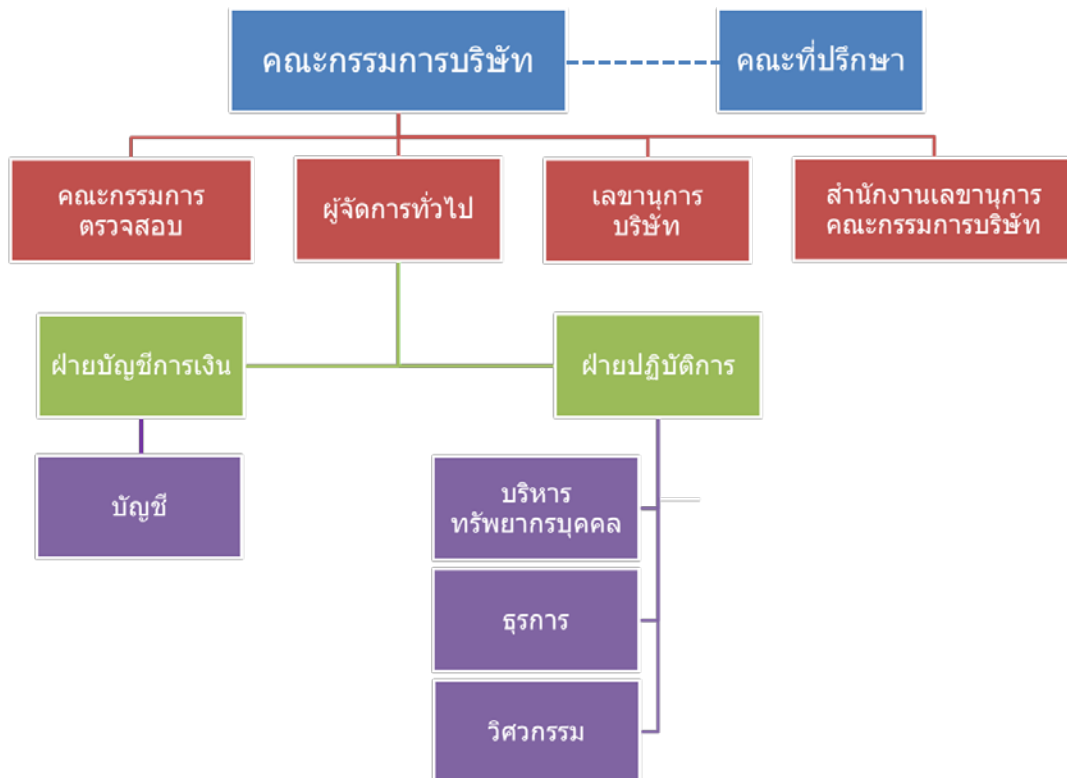 คณะกรรมการบริษัท
คณะที่ปรึกษา
คณะกรรมการ
ตรวจสอบ
ผู้จัดการทั่วไป
เลขานุการ
บริษัท
สำนักงานเลขานุการ
คณะกรรมการบริษัท
ฝ่ายบัญชีการเงิน
ฝ่ายปฏิบัติการ
บัญชี
บริหาร
ทรัพยากรบุคคล
ธุรการ
วิศวกรรม